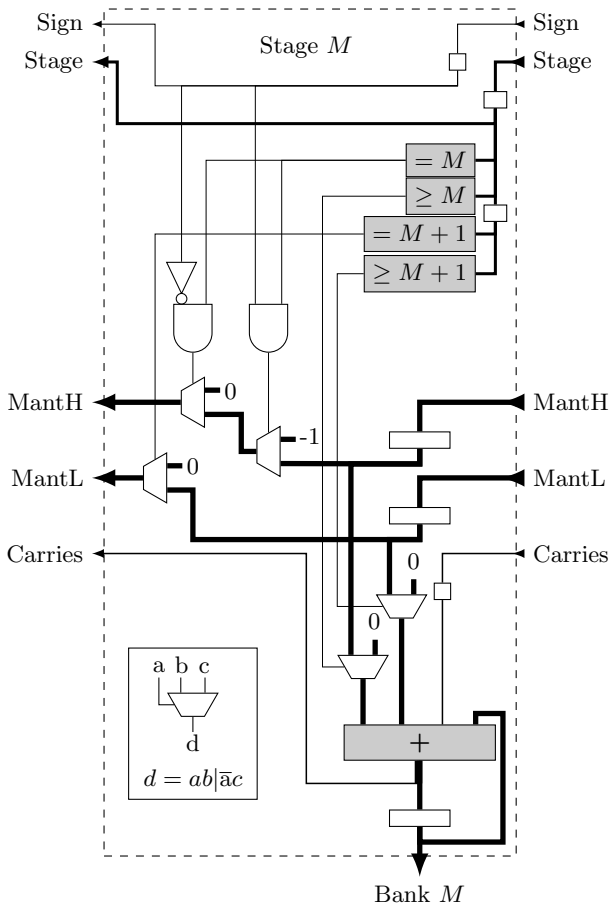 Sign
Stage M
Sign
Stage
Stage
= M
≥ M
= M + 1
≥ M + 1
MantH
0
MantH
-1
MantL
0
MantL
Carries
0
Carries
0
a b c
d
d = ab|āc
+
Bank M